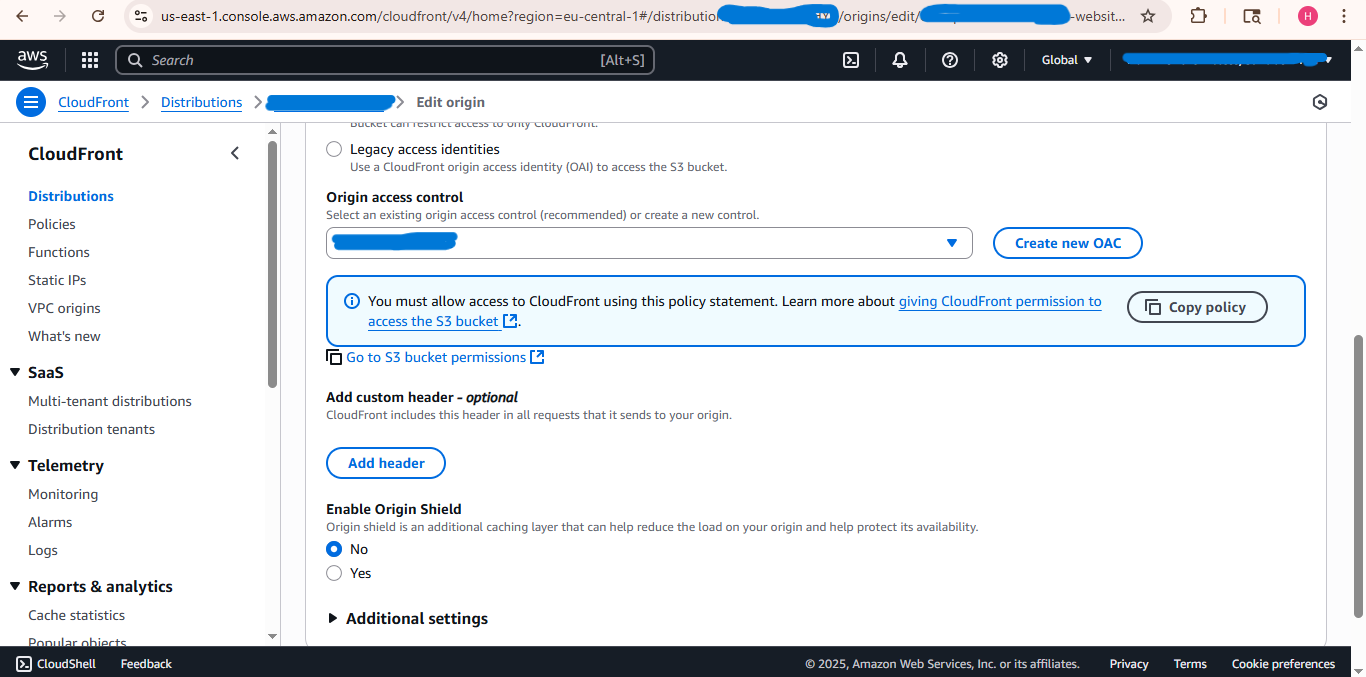 us-east-1.console.aws.amazon.com/cloudfront/v4/home?region=eu-central-1#/distribution /origins/edit/ -websit...
H
aws
Search [Alt+S]
Global
CloudFront
Distributions
Edit origin
CloudFront
Distributions
Policies
Functions
Static IPs
VPC origins
What's new
SaaS
Multi-tenant distributions
Distribution tenants
Telemetry
Monitoring
Alarms
Logs
Reports & analytics
Cache statistics
Popular objects
Bucket can restrict access to only CloudFront.
Legacy access identities
Use a CloudFront origin access identity (OAI) to access the S3 bucket.
Origin access control
Select an existing origin access control (recommended) or create a new control.
Create new OAC
You must allow access to CloudFront using this policy statement. Learn more about giving CloudFront permission to
access the S3 bucket.
Copy policy
Go to S3 bucket permissions
Add custom header - optional
CloudFront includes this header in all requests that it sends to your origin.
Add header
Enable Origin Shield
Origin shield is an additional caching layer that can help reduce the load on your origin and help protect its availability.
No
Yes
Additional settings
CloudShell
Feedback
© 2025, Amazon Web Services, Inc. or its affiliates.
Privacy
Terms
Cookie preferences